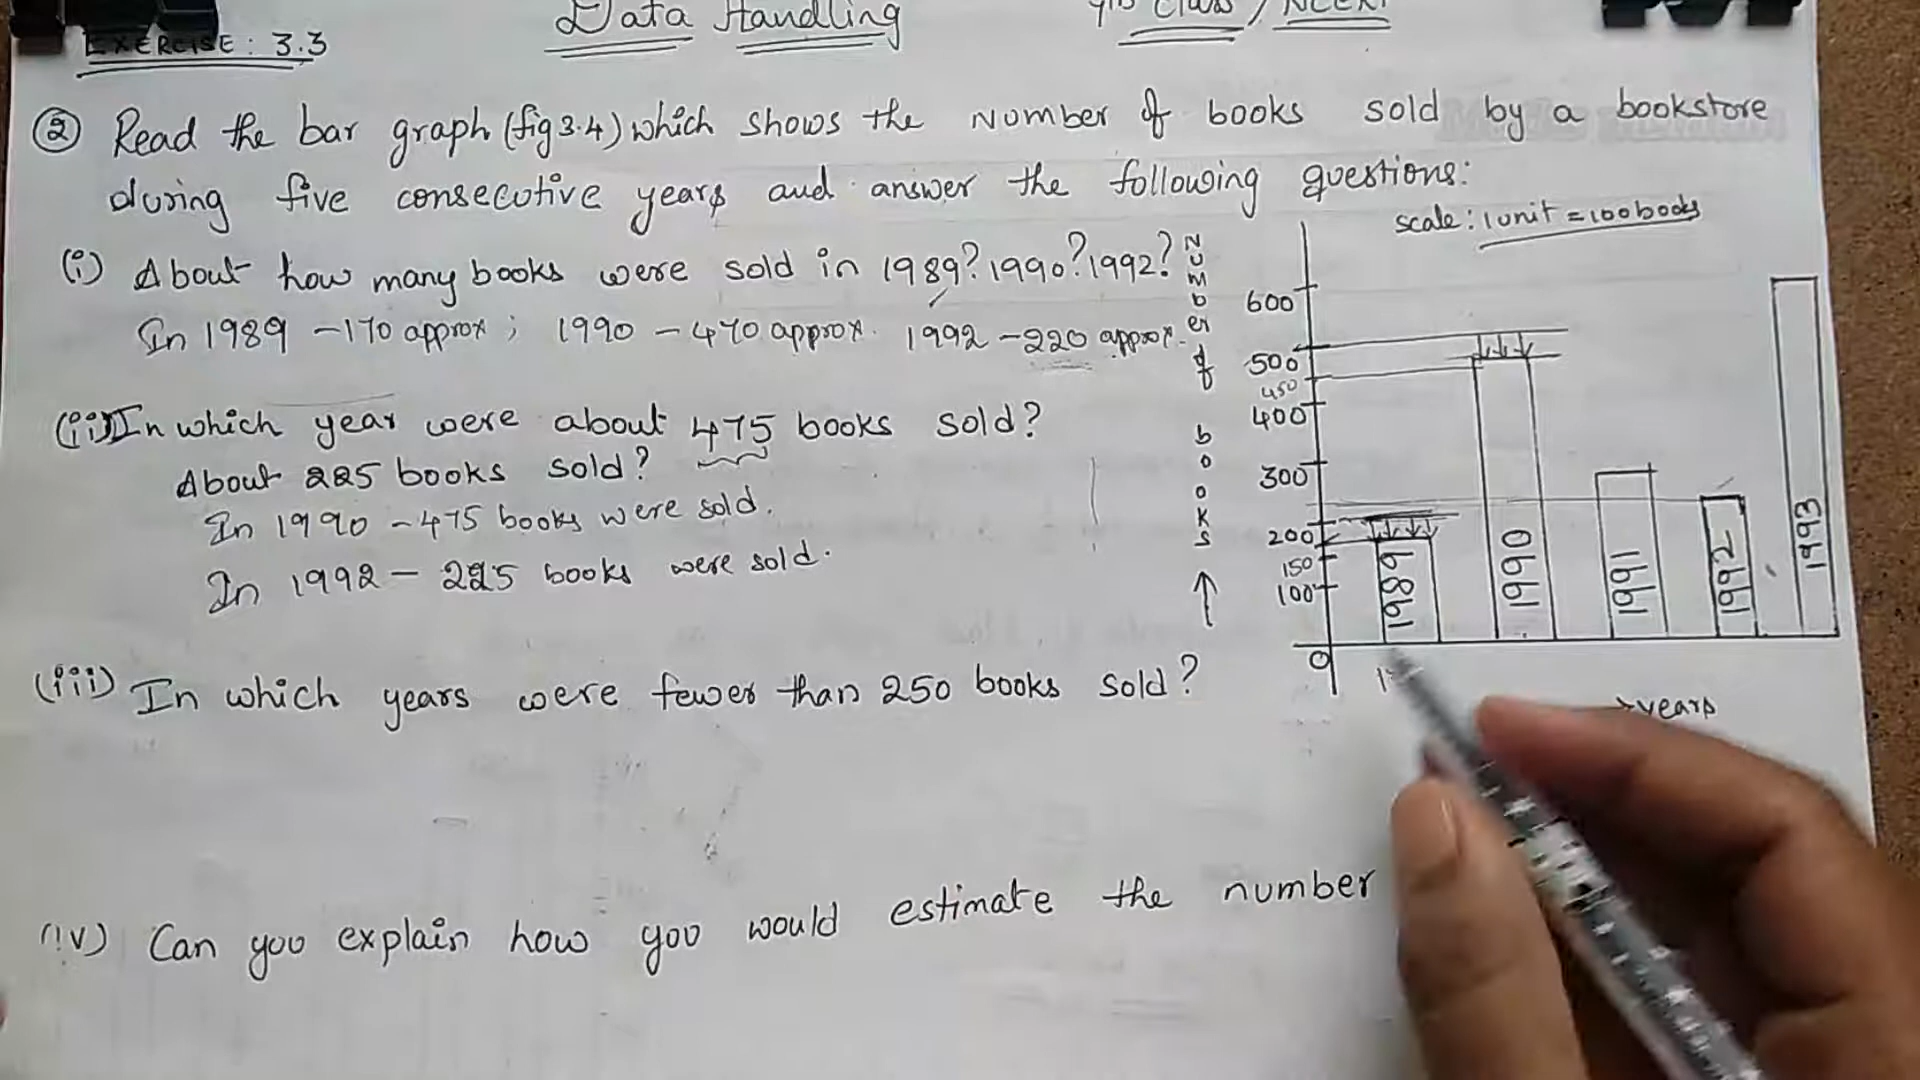 Data Handling
7th Class / NCERT
EXERCISE: 3.3
② Read the bar graph (fig 3.4) which shows the Number of books sold by a bookstore
during five consecutive years and answer the following questions:
scale: 1 unit = 100 books
(i) About how many books were sold in 1989? 1990? 1992?
In 1989 - 170 approx; 1990 - 470 approx. 1992 - 220 approx.
(ii) In which year were about 475 books sold?
About 225 books sold?
In 1990 - 475 books were sold.
In 1992 - 225 books were sold.
(iii) In which years were fewer than 250 books sold?
(iv) Can you explain how you would estimate the number
Number of books
600
500
450
400
300
200
150
100
0
1989
1990
1991
1992
1993
years